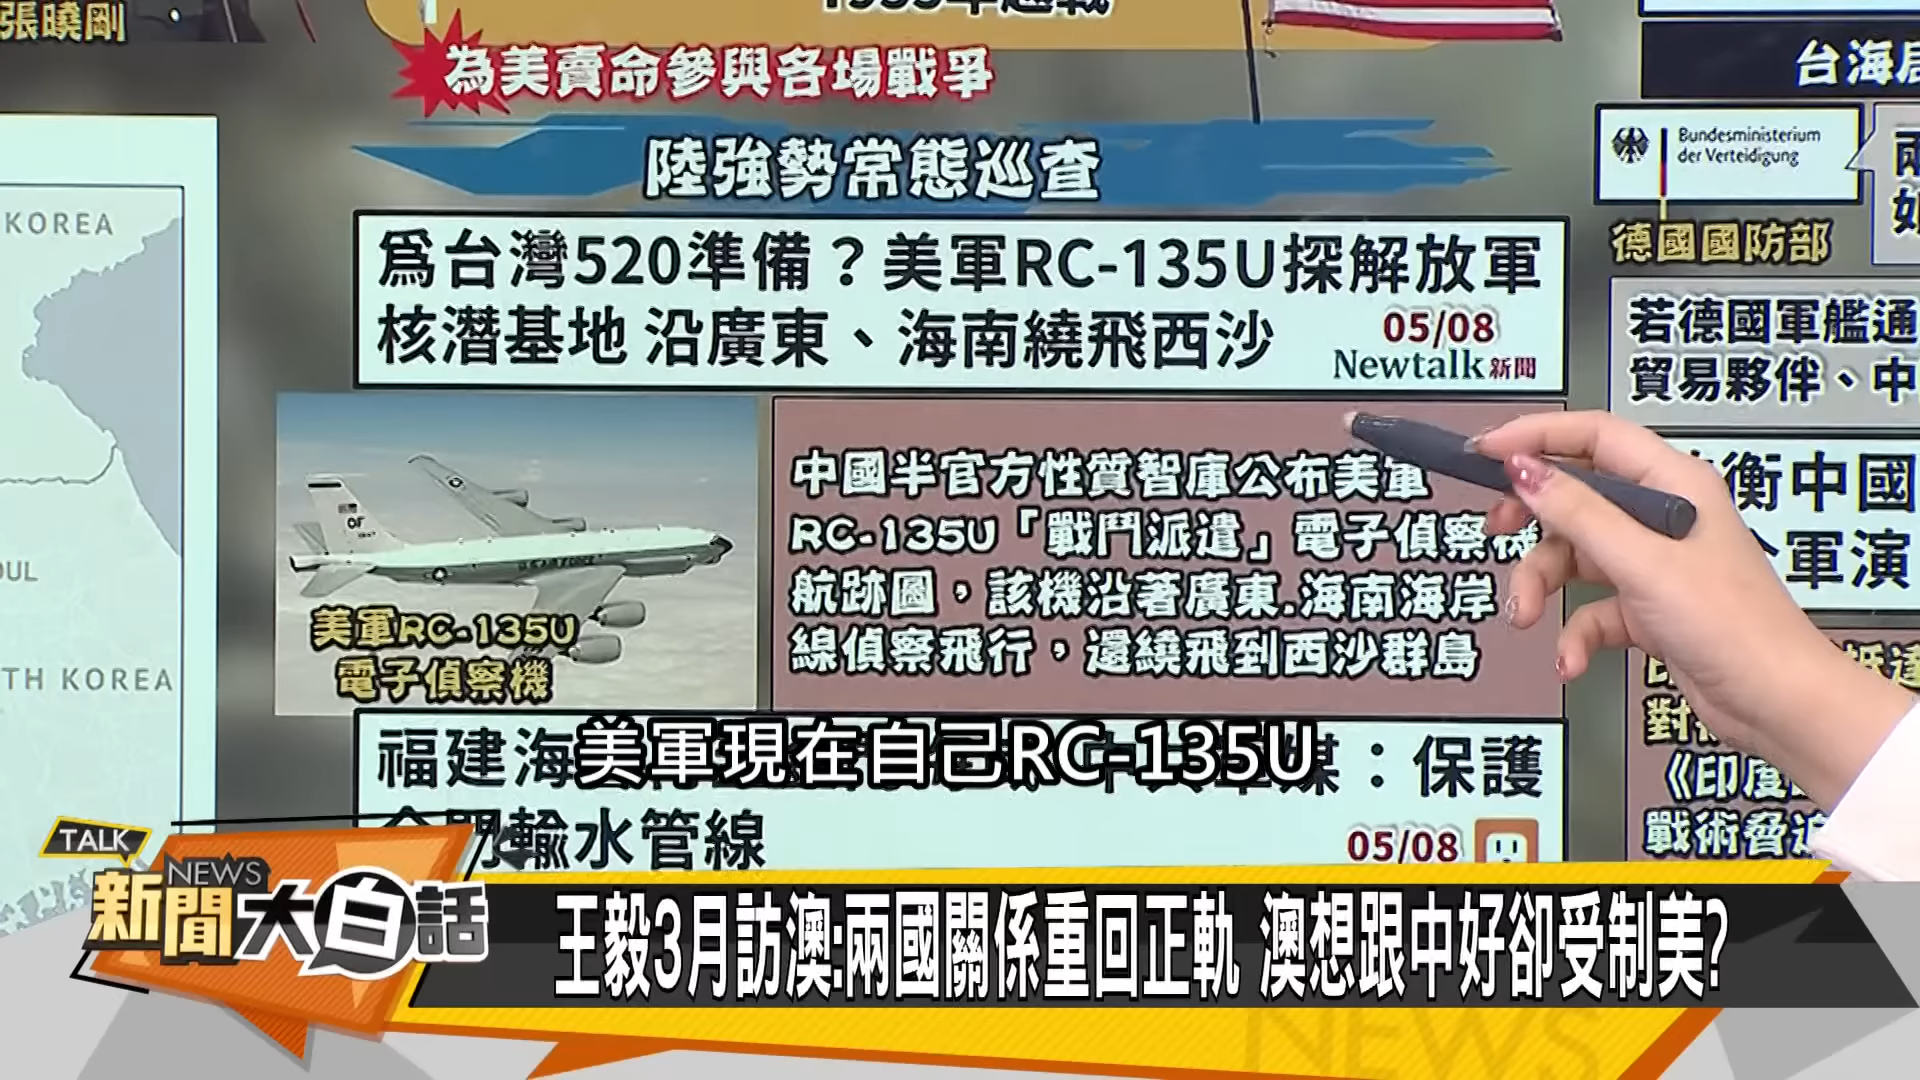 張曉剛
為美賣命參與各場戰爭
陸強勢常態巡查
為台灣520準備？美軍RC-135U探解放軍
核潛基地 沿廣東、海南繞飛西沙
05/08
Newtalk新聞
美軍RC-135U
電子偵察機
中國半官方性質智庫公布美軍
RC-135U「戰鬥派遣」電子偵察機
航跡圖，該機沿著廣東.海南海岸
線偵察飛行，還繞飛到西沙群島
福建海
媒：保護
金門輸水管線
05/08
KOREA
OUL
TH KOREA
台海局
Bundesministerium
der Verteidigung
德國國防部
若德國軍艦通
貿易夥伴、中
衡中國
軍演
戰術脅迫
美軍現在自己RC-135U
TALK
NEWS
新聞大白話
王毅3月訪澳:兩國關係重回正軌 澳想跟中好卻受制美?
NEWS